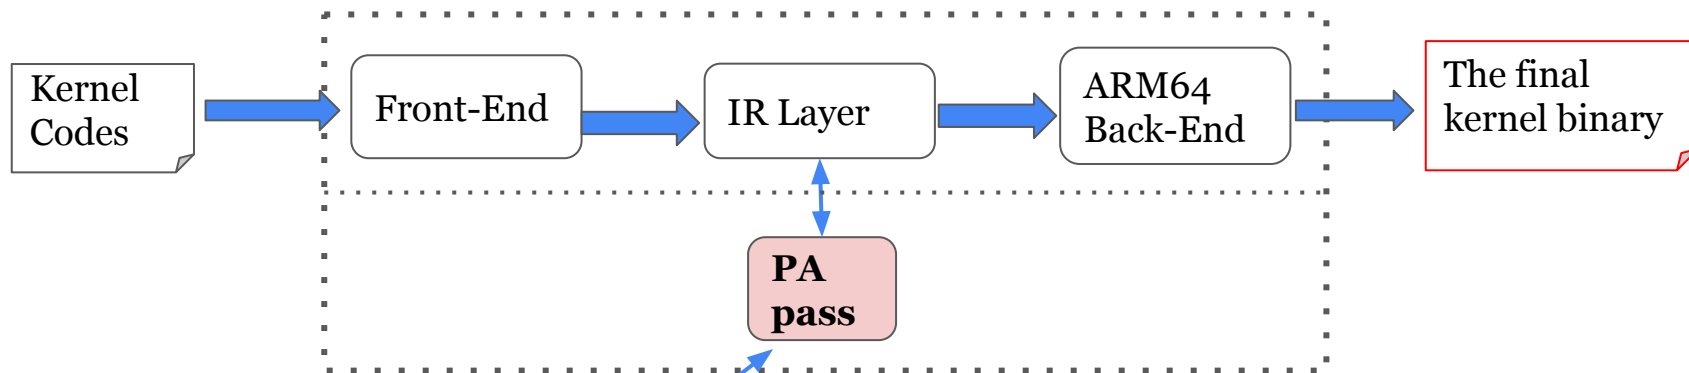 Kernel
Codes
Front-End
IR Layer
ARM64
Back-End
The final
kernel binary
PA
pass